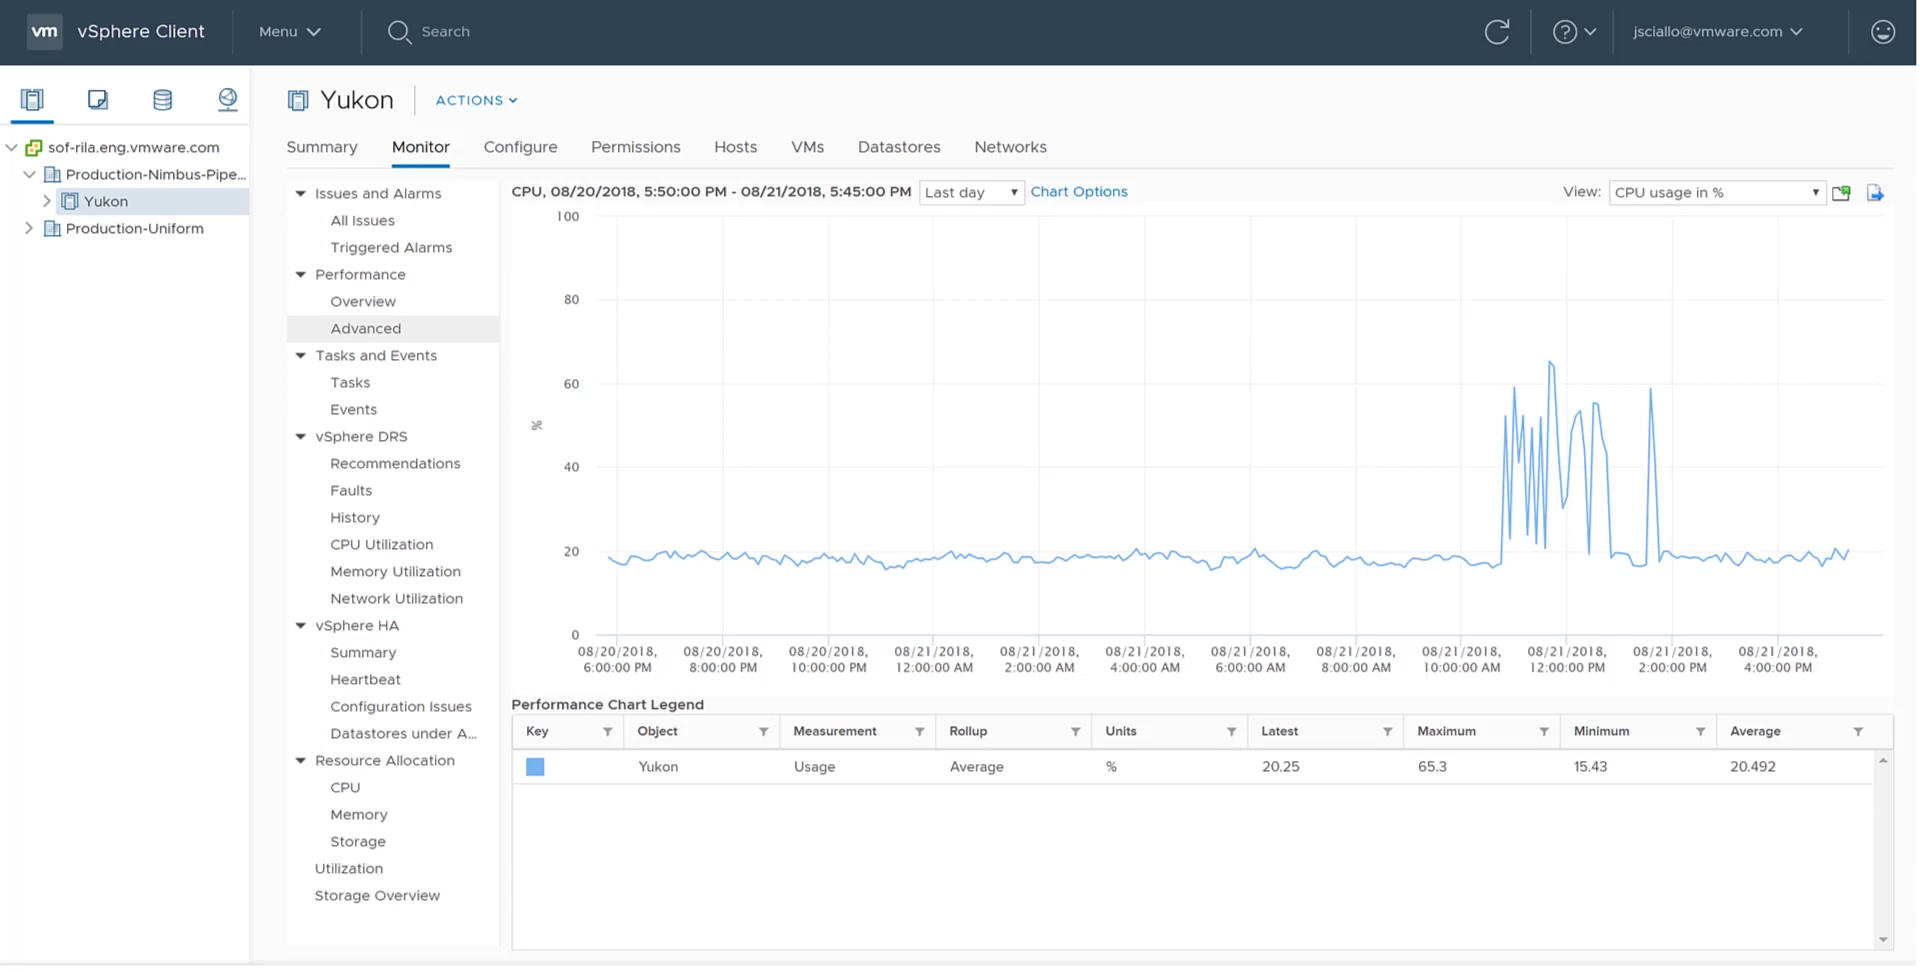 vm vSphere Client Menu Search jsciallo@vmware.com
Yukon ACTIONS
sof-rila.eng.vmware.com
Production-Nimbus-Pipe...
Yukon
Production-Uniform
Summary Monitor Configure Permissions Hosts VMs Datastores Networks
Issues and Alarms
All Issues
Triggered Alarms
Performance
Overview
Advanced
Tasks and Events
Tasks
Events
vSphere DRS
Recommendations
Faults
History
CPU Utilization
Memory Utilization
Network Utilization
vSphere HA
Summary
Heartbeat
Configuration Issues
Datastores under A...
Resource Allocation
CPU
Memory
Storage
Utilization
Storage Overview
CPU, 08/20/2018, 5:50:00 PM - 08/21/2018, 5:45:00 PM Last day Chart Options View: CPU usage in %
100
80
60
%
40
20
0
08/20/2018, 08/20/2018, 08/20/2018, 08/21/2018, 08/21/2018, 08/21/2018, 08/21/2018, 08/21/2018, 08/21/2018, 08/21/2018, 08/21/2018, 08/21/2018,
6:00:00 PM 8:00:00 PM 10:00:00 PM 12:00:00 AM 2:00:00 AM 4:00:00 AM 6:00:00 AM 8:00:00 AM 10:00:00 AM 12:00:00 PM 2:00:00 PM 4:00:00 PM
Performance Chart Legend
Key Object Measurement Rollup Units Latest Maximum Minimum Average
Yukon Usage Average % 20.25 65.3 15.43 20.492